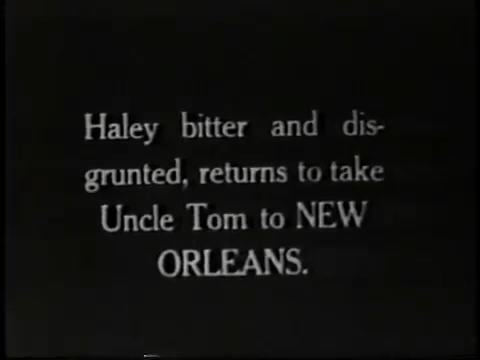 Haley bitter and dis-
grunted, returns to take
Uncle Tom to NEW
ORLEANS.